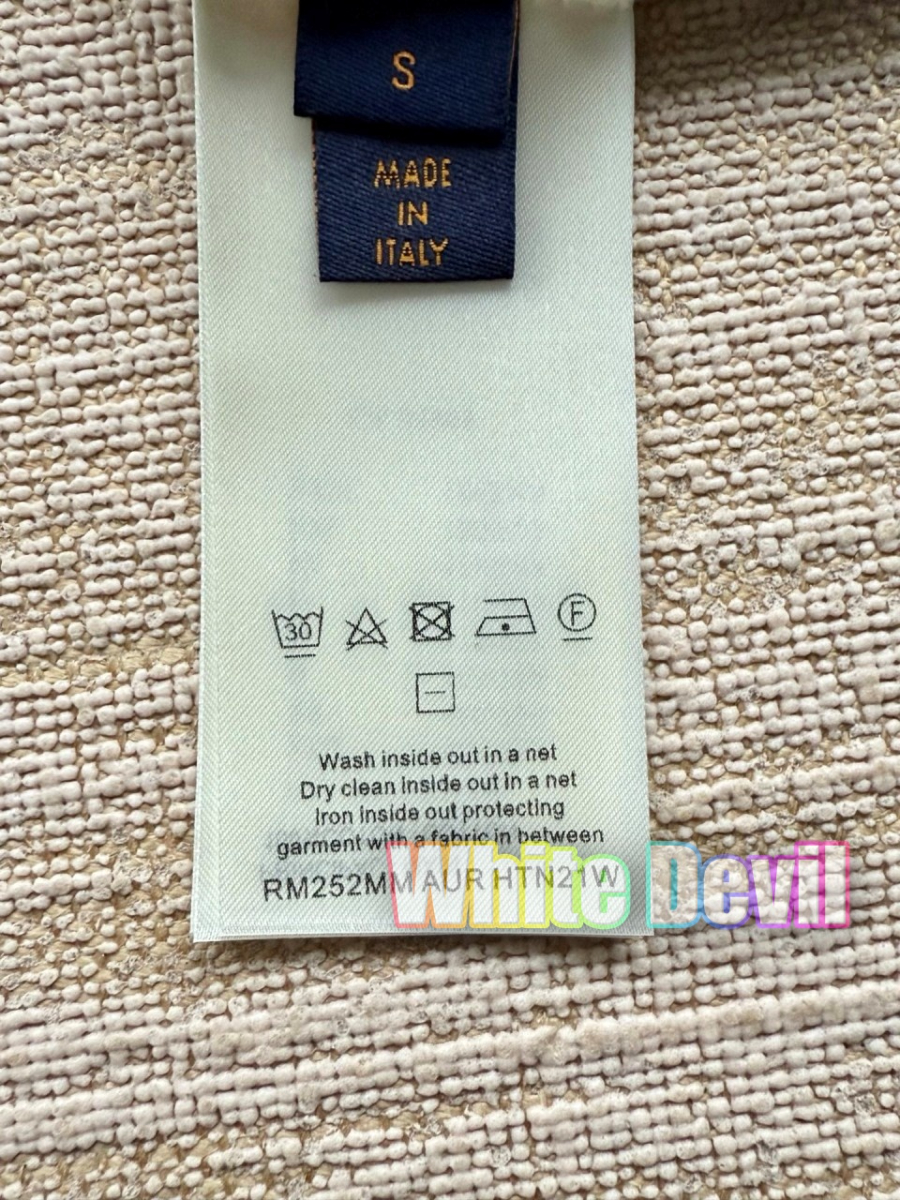 S
MADE
IN
ITALY
30
F
Wash inside out in a net
Dry clean inside out in a net
Iron inside out protecting
garment with a fabric in between
RM252MM AUR HTN21W
White Devil